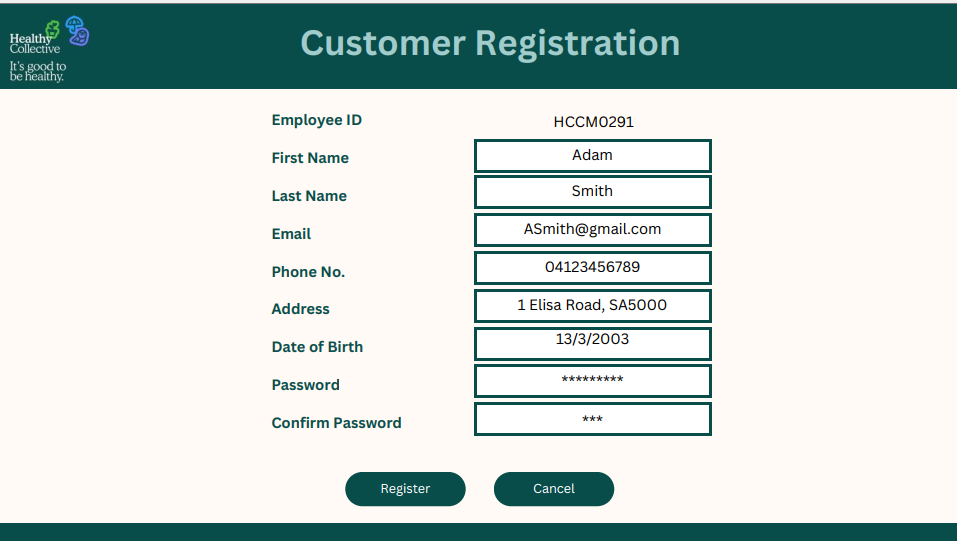 Healthy
Collective
It's good to
be healthy.
Customer Registration
Employee ID HCCM0291
First Name Adam
Last Name Smith
Email ASmith@gmail.com
Phone No. 04123456789
Address 1 Elisa Road, SA5000
Date of Birth 13/3/2003
Password *********
Confirm Password ***
Register Cancel